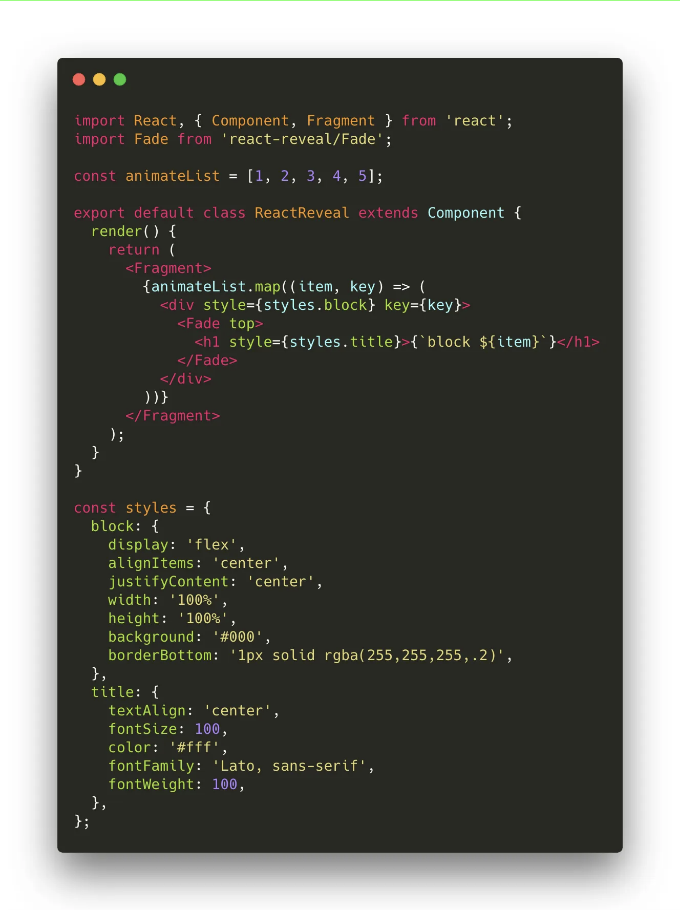 import React, { Component, Fragment } from 'react';
import Fade from 'react-reveal/Fade';

const animateList = [1, 2, 3, 4, 5];

export default class ReactReveal extends Component {
  render() {
    return (
      <Fragment>
        {animateList.map((item, key) => (
          <div style={styles.block} key={key}>
            <Fade top>
              <h1 style={styles.title}>{`block ${item}`}</h1>
            </Fade>
          </div>
        ))}
      </Fragment>
    );
  }
}

const styles = {
  block: {
    display: 'flex',
    alignItems: 'center',
    justifyContent: 'center',
    width: '100%',
    height: '100%',
    background: '#000',
    borderBottom: '1px solid rgba(255,255,255,.2)',
  },
  title: {
    textAlign: 'center',
    fontSize: 100,
    color: '#fff',
    fontFamily: 'Lato, sans-serif',
    fontWeight: 100,
  },
};